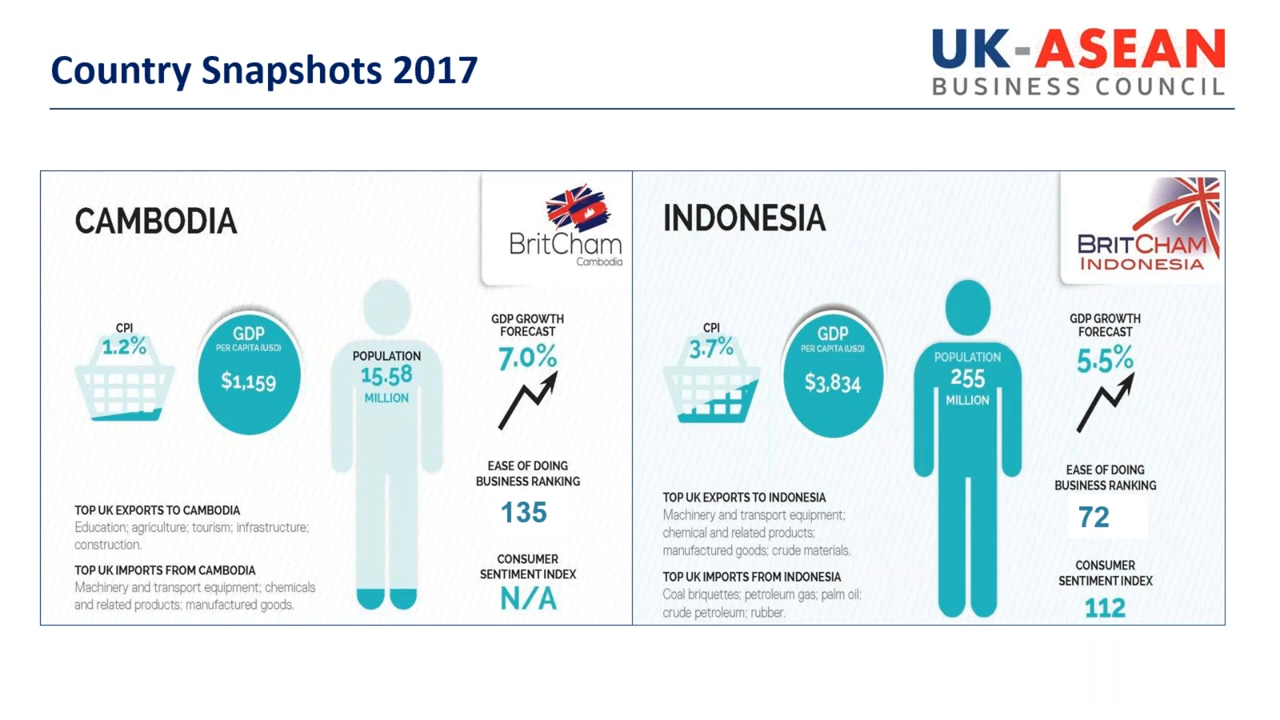 Country Snapshots 2017
UK-ASEAN
BUSINESS COUNCIL
CAMBODIA
BritCham
Cambodia
CPI
1.2%
GDP
PER CAPITA (USD)
$1,159
POPULATION
15.58
MILLION
GDP GROWTH
FORECAST
7.0%
EASE OF DOING
BUSINESS RANKING
135
CONSUMER
SENTIMENT INDEX
N/A
TOP UK EXPORTS TO CAMBODIA
Education; agriculture; tourism; infrastructure;
construction.
TOP UK IMPORTS FROM CAMBODIA
Machinery and transport equipment; chemicals
and related products; manufactured goods.
INDONESIA
BRITCHAM
INDONESIA
CPI
3.7%
GDP
PER CAPITA (USD)
$3,834
POPULATION
255
MILLION
GDP GROWTH
FORECAST
5.5%
EASE OF DOING
BUSINESS RANKING
72
CONSUMER
SENTIMENT INDEX
112
TOP UK EXPORTS TO INDONESIA
Machinery and transport equipment;
chemical and related products;
manufactured goods; crude materials.
TOP UK IMPORTS FROM INDONESIA
Coal briquettes; petroleum gas; palm oil;
crude petroleum; rubber.